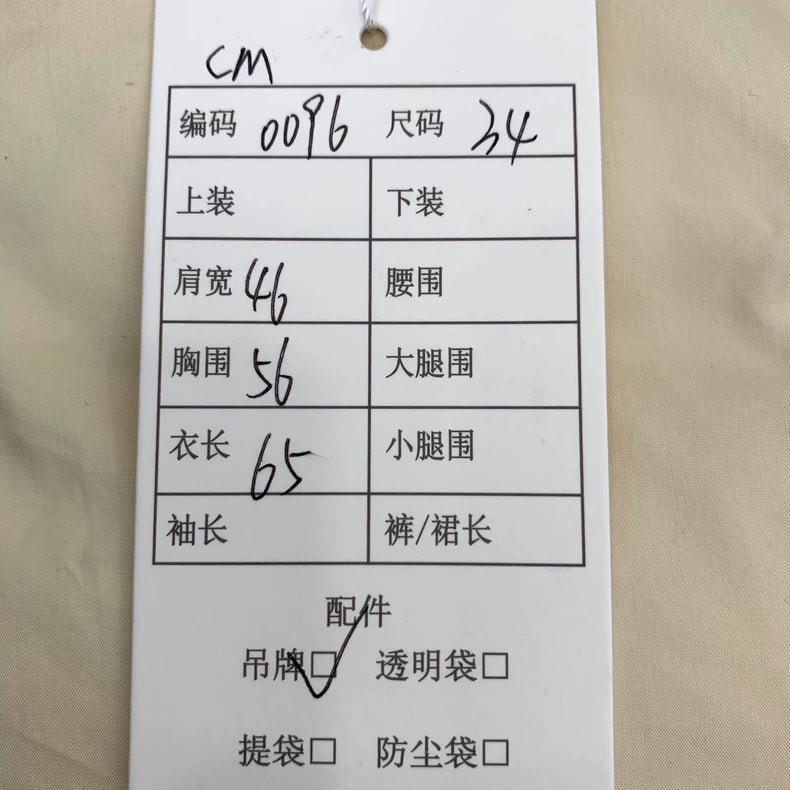 CM
编码 0096 尺码 34
上装 下装
肩宽 46 腰围
胸围 56 大腿围
衣长 65 小腿围
袖长 裤/裙长
配件
吊牌☑ 透明袋□
提袋□ 防尘袋□